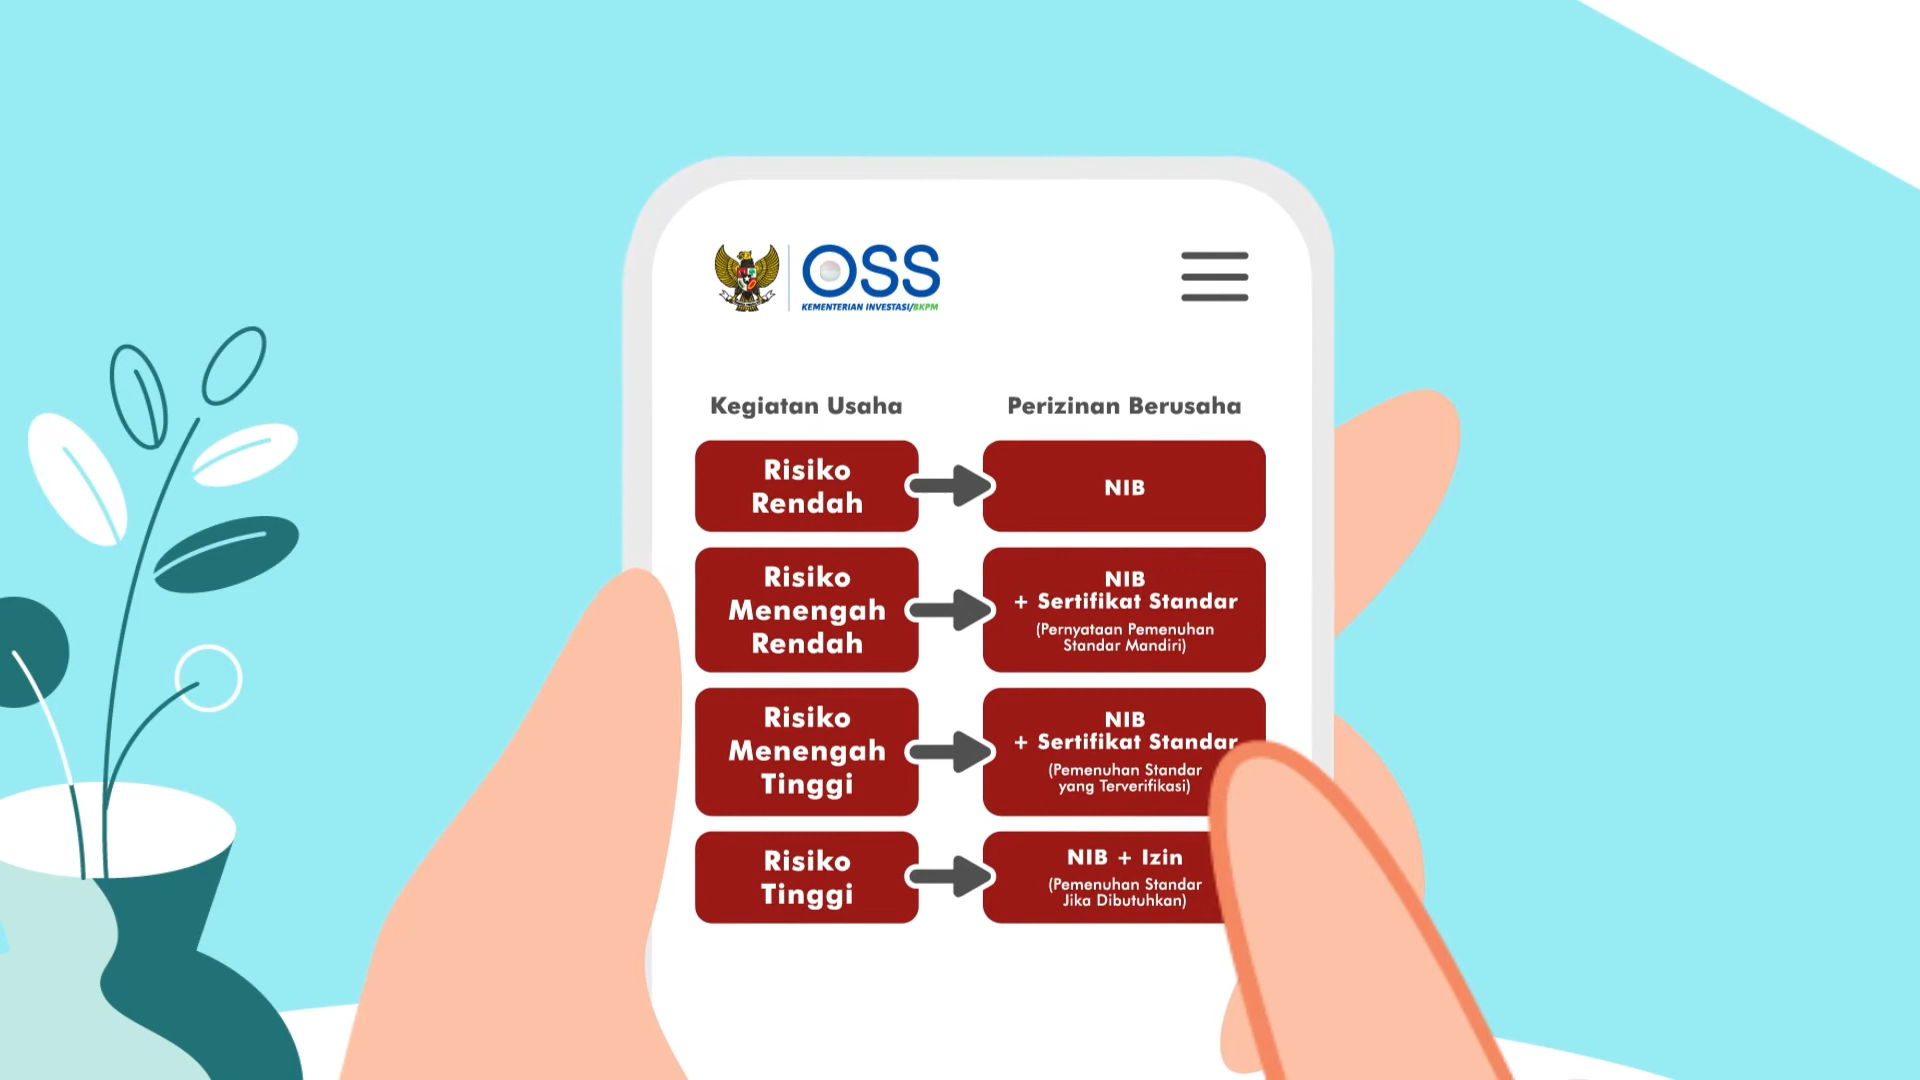 OSS
KEMENTERIAN INVESTASI/BKPM
Kegiatan Usaha
Perizinan Berusaha
Risiko
Rendah
NIB
Risiko
Menengah
Rendah
NIB
+ Sertifikat Standar
(Pernyataan Pemenuhan
Standar Mandiri)
Risiko
Menengah
Tinggi
NIB
+ Sertifikat Standar
(Pemenuhan Standar
yang Terverifikasi)
Risiko
Tinggi
NIB + Izin
(Pemenuhan Standar
Jika Dibutuhkan)